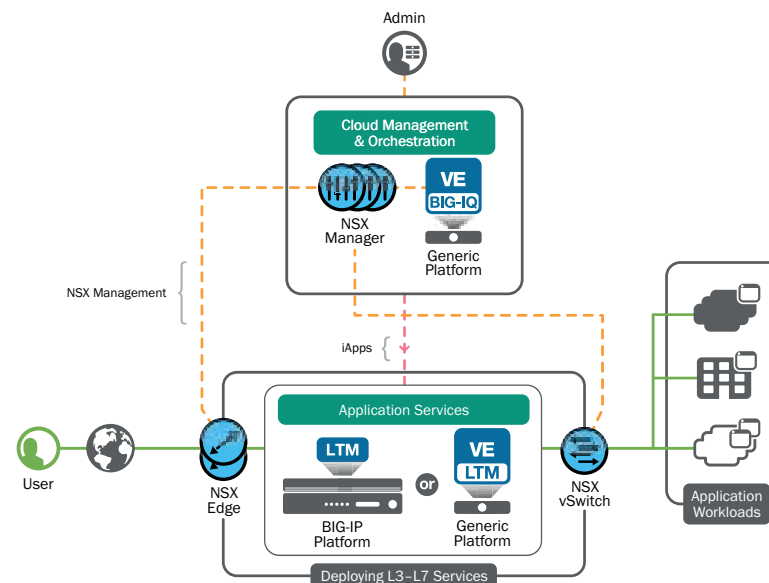 Admin
Cloud Management
& Orchestration
VE
BIG-IQ
NSX
Manager
Generic
Platform
NSX Management
iApps
Application Services
LTM
VE
LTM
or
User
NSX
Edge
BIG-IP
Platform
Generic
Platform
NSX
vSwitch
Application
Workloads
Deploying L3–L7 Services